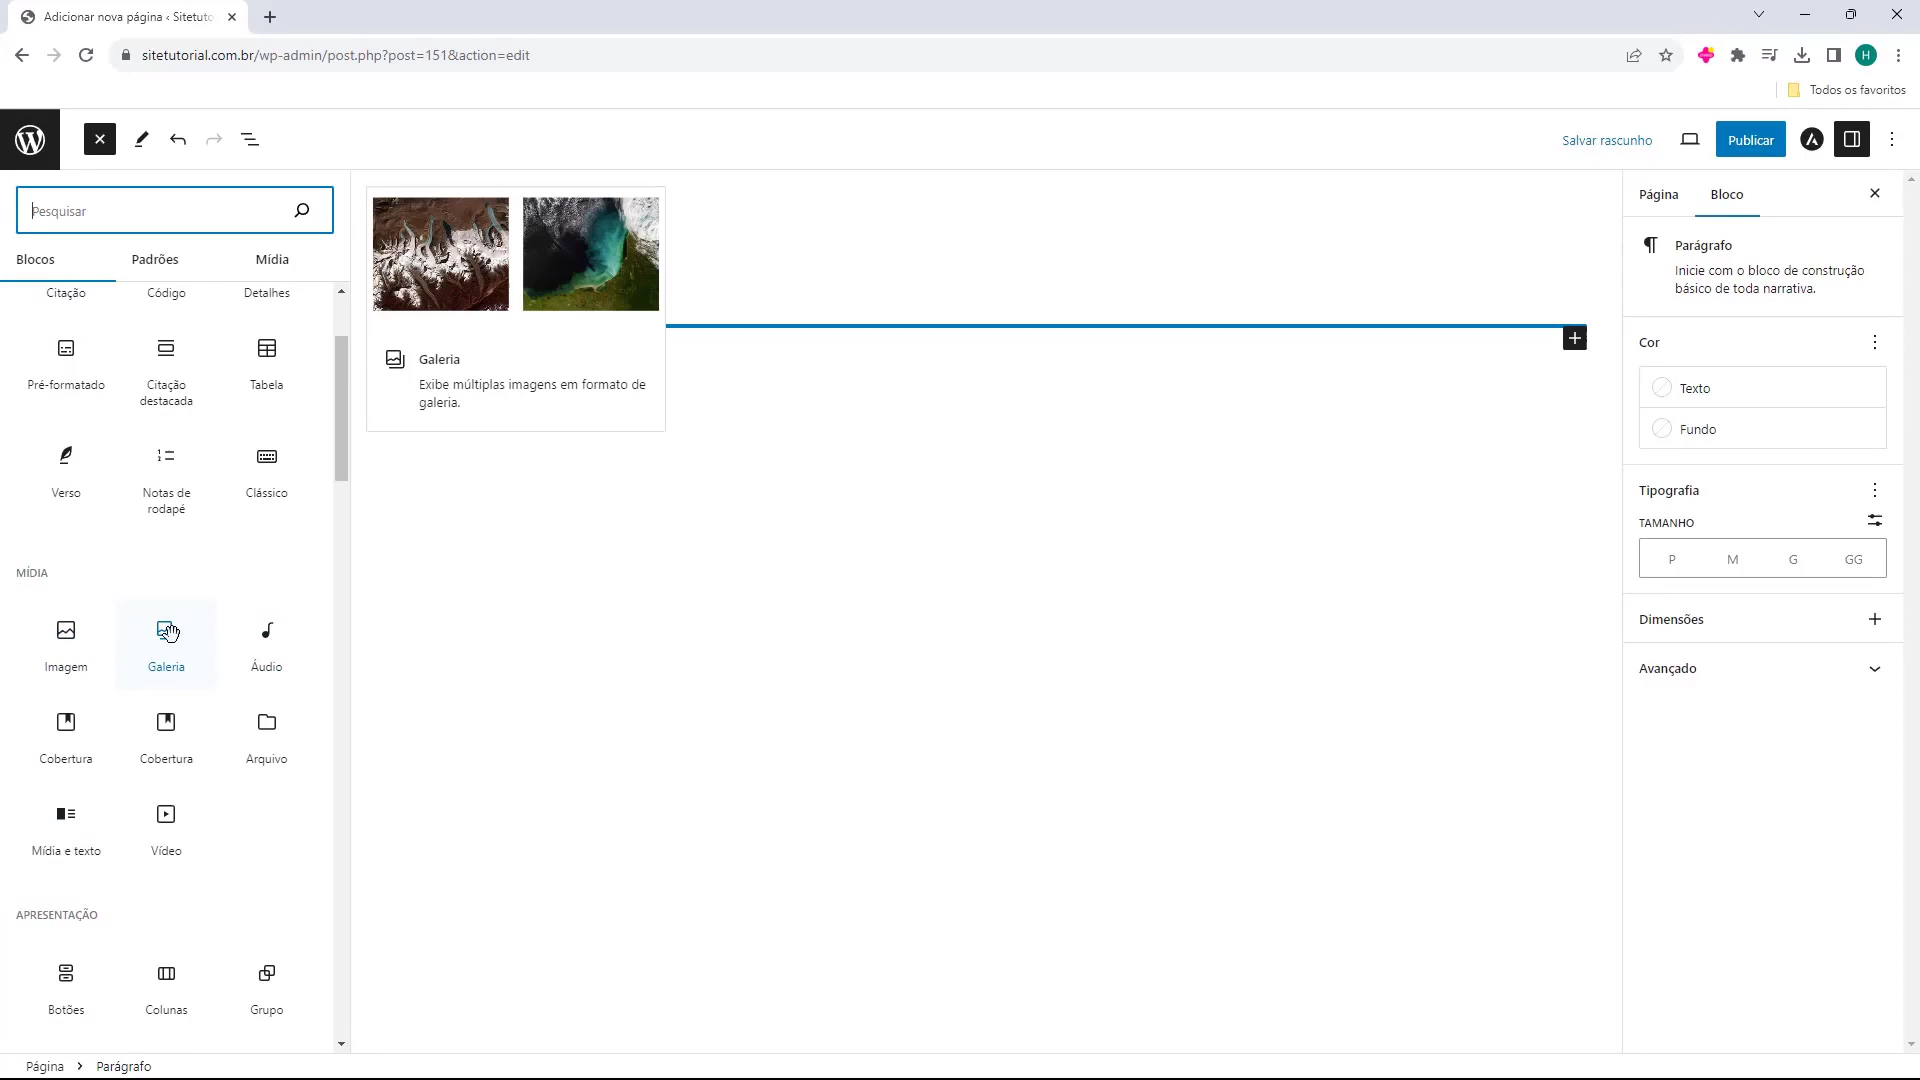 Adicionar nova página ‹ Sitetuto
sitetutorial.com.br/wp-admin/post.php?post=151&action=edit
H
Todos os favoritos
Salvar rascunho
Publicar
Pesquisar
Blocos
Padrões
Mídia
Citação
Código
Detalhes
Pré-formatado
Citação
destacada
Tabela
Verso
Notas de
rodapé
Clássico
MÍDIA
Imagem
Galeria
Áudio
Cobertura
Cobertura
Arquivo
Mídia e texto
Vídeo
APRESENTAÇÃO
Botões
Colunas
Grupo
Galeria
Exibe múltiplas imagens em formato de
galeria.
Página
Bloco
Parágrafo
Inicie com o bloco de construção
básico de toda narrativa.
Cor
Texto
Fundo
Tipografia
TAMANHO
P
M
G
GG
Dimensões
Avançado
Página
Parágrafo